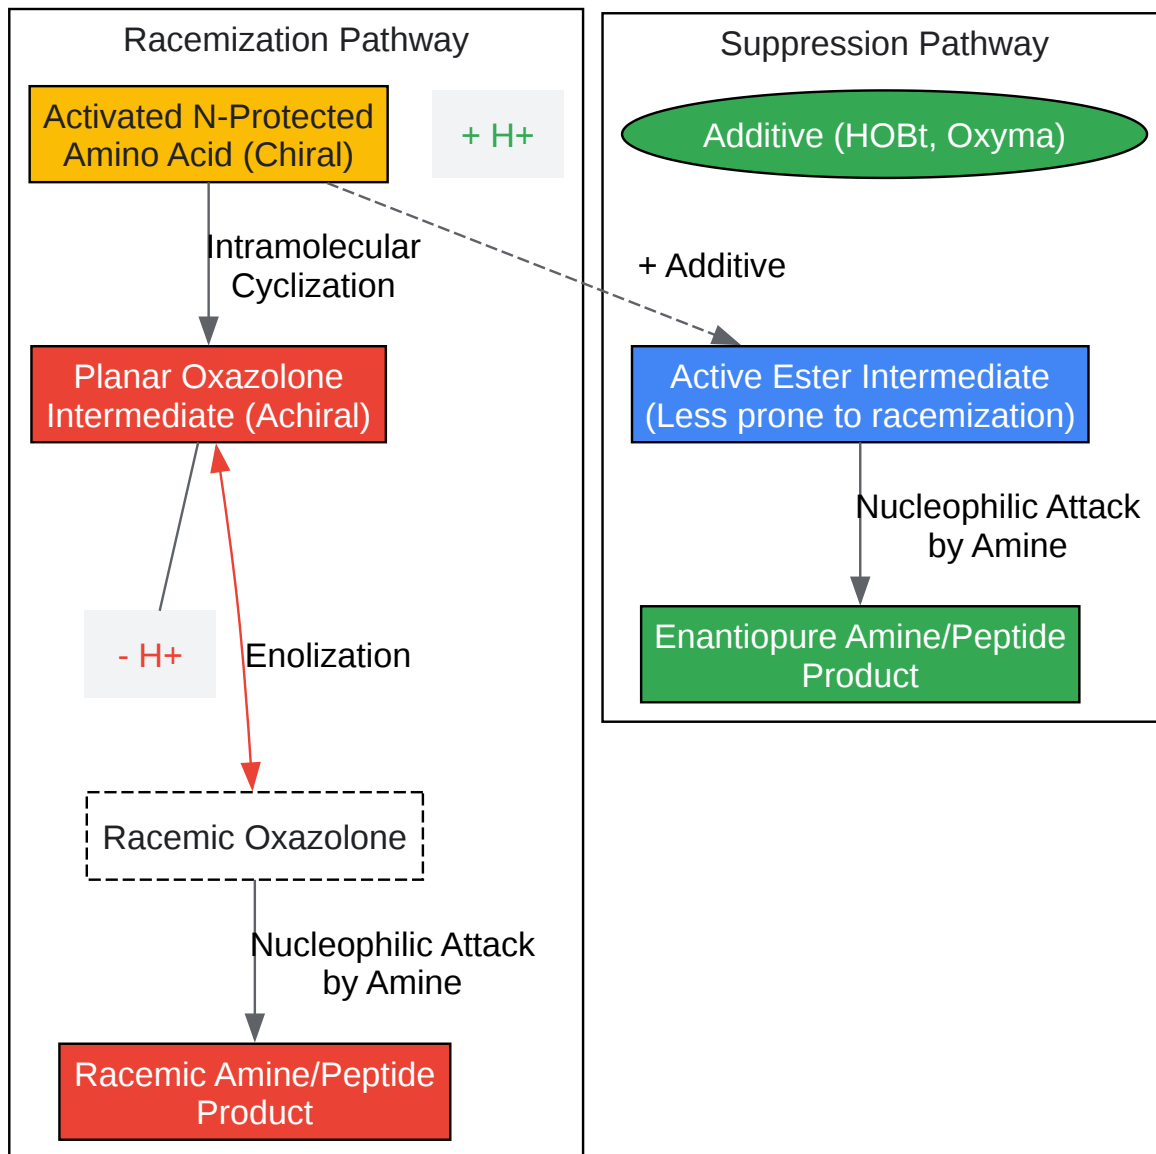 Racemization Pathway
Activated N-Protected
Amino Acid (Chiral)
+ H+
Intramolecular
Cyclization
Planar Oxazolone
Intermediate (Achiral)
- H+
Enolization
Racemic Oxazolone
Nucleophilic Attack
by Amine
Racemic Amine/Peptide
Product
Suppression Pathway
Additive (HOBt, Oxyma)
+ Additive
Active Ester Intermediate
(Less prone to racemization)
Nucleophilic Attack
by Amine
Enantiopure Amine/Peptide
Product